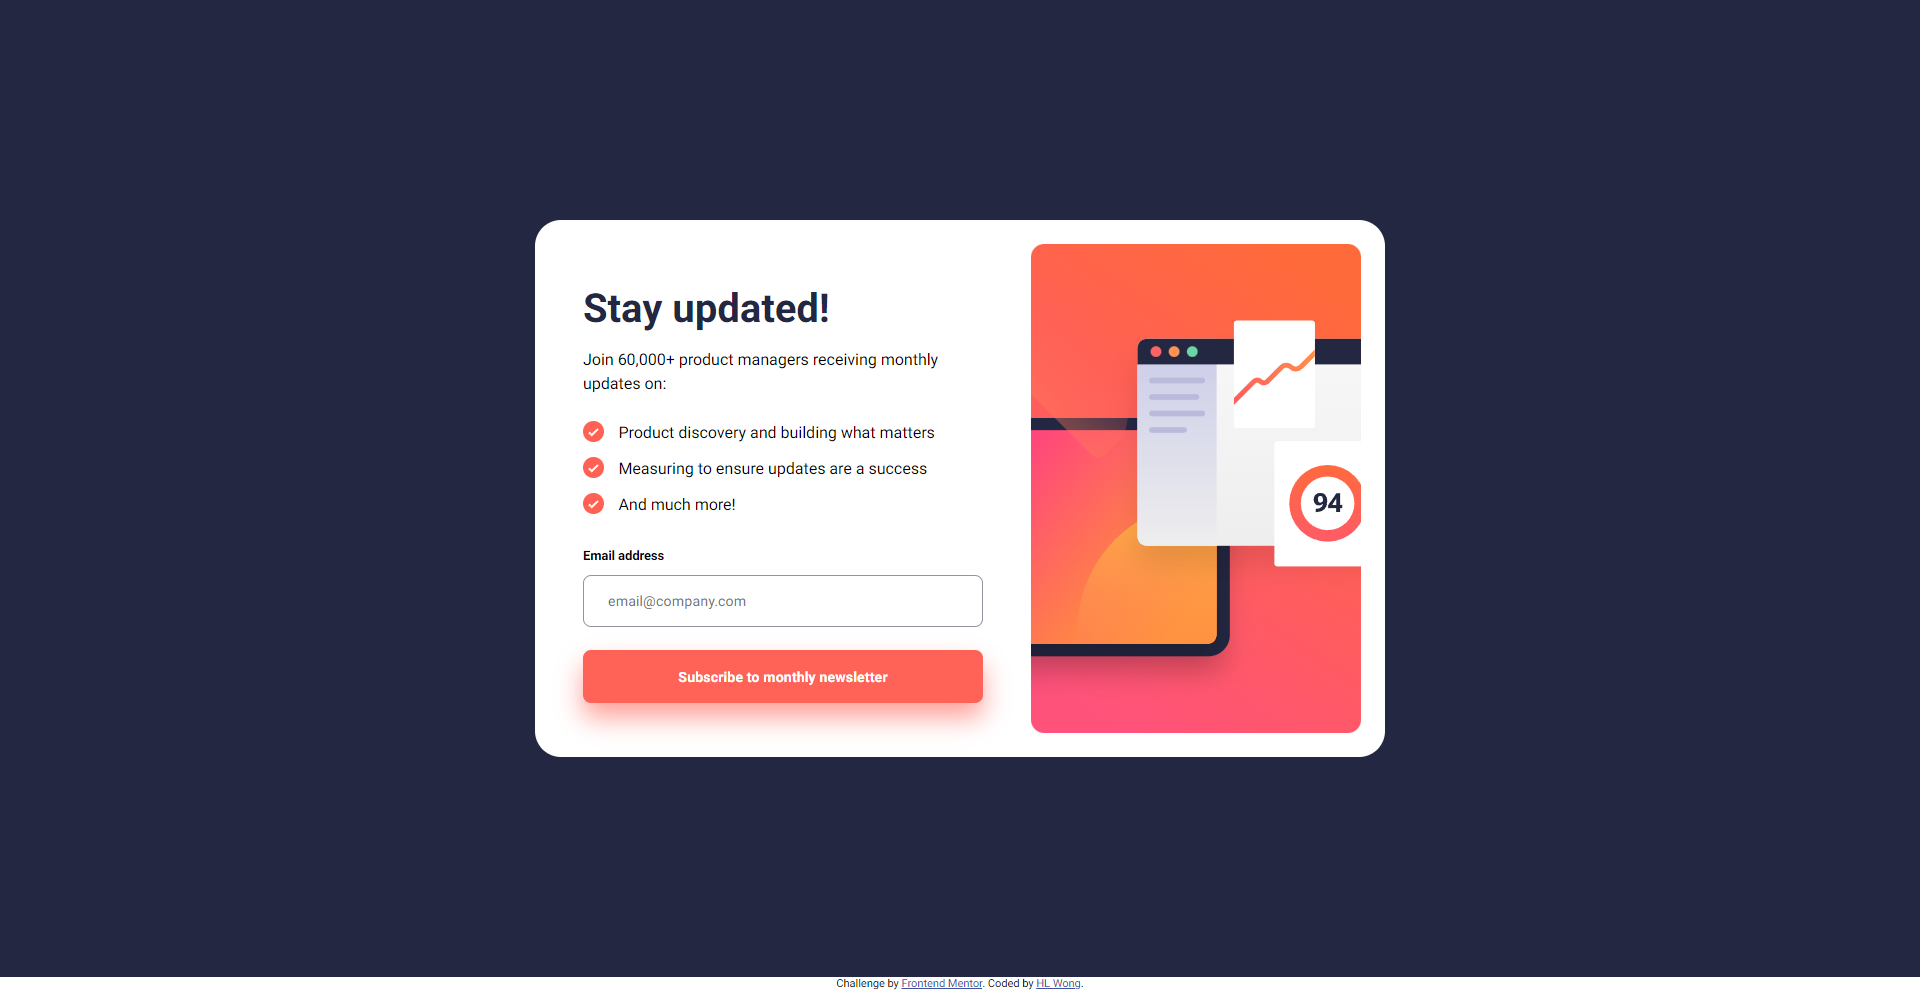 Stay updated!
Join 60,000+ product managers receiving monthly
updates on:
Product discovery and building what matters
Measuring to ensure updates are a success
And much more!
Email address
email@company.com
Subscribe to monthly newsletter
94
Challenge by Frontend Mentor. Coded by HL Wong.